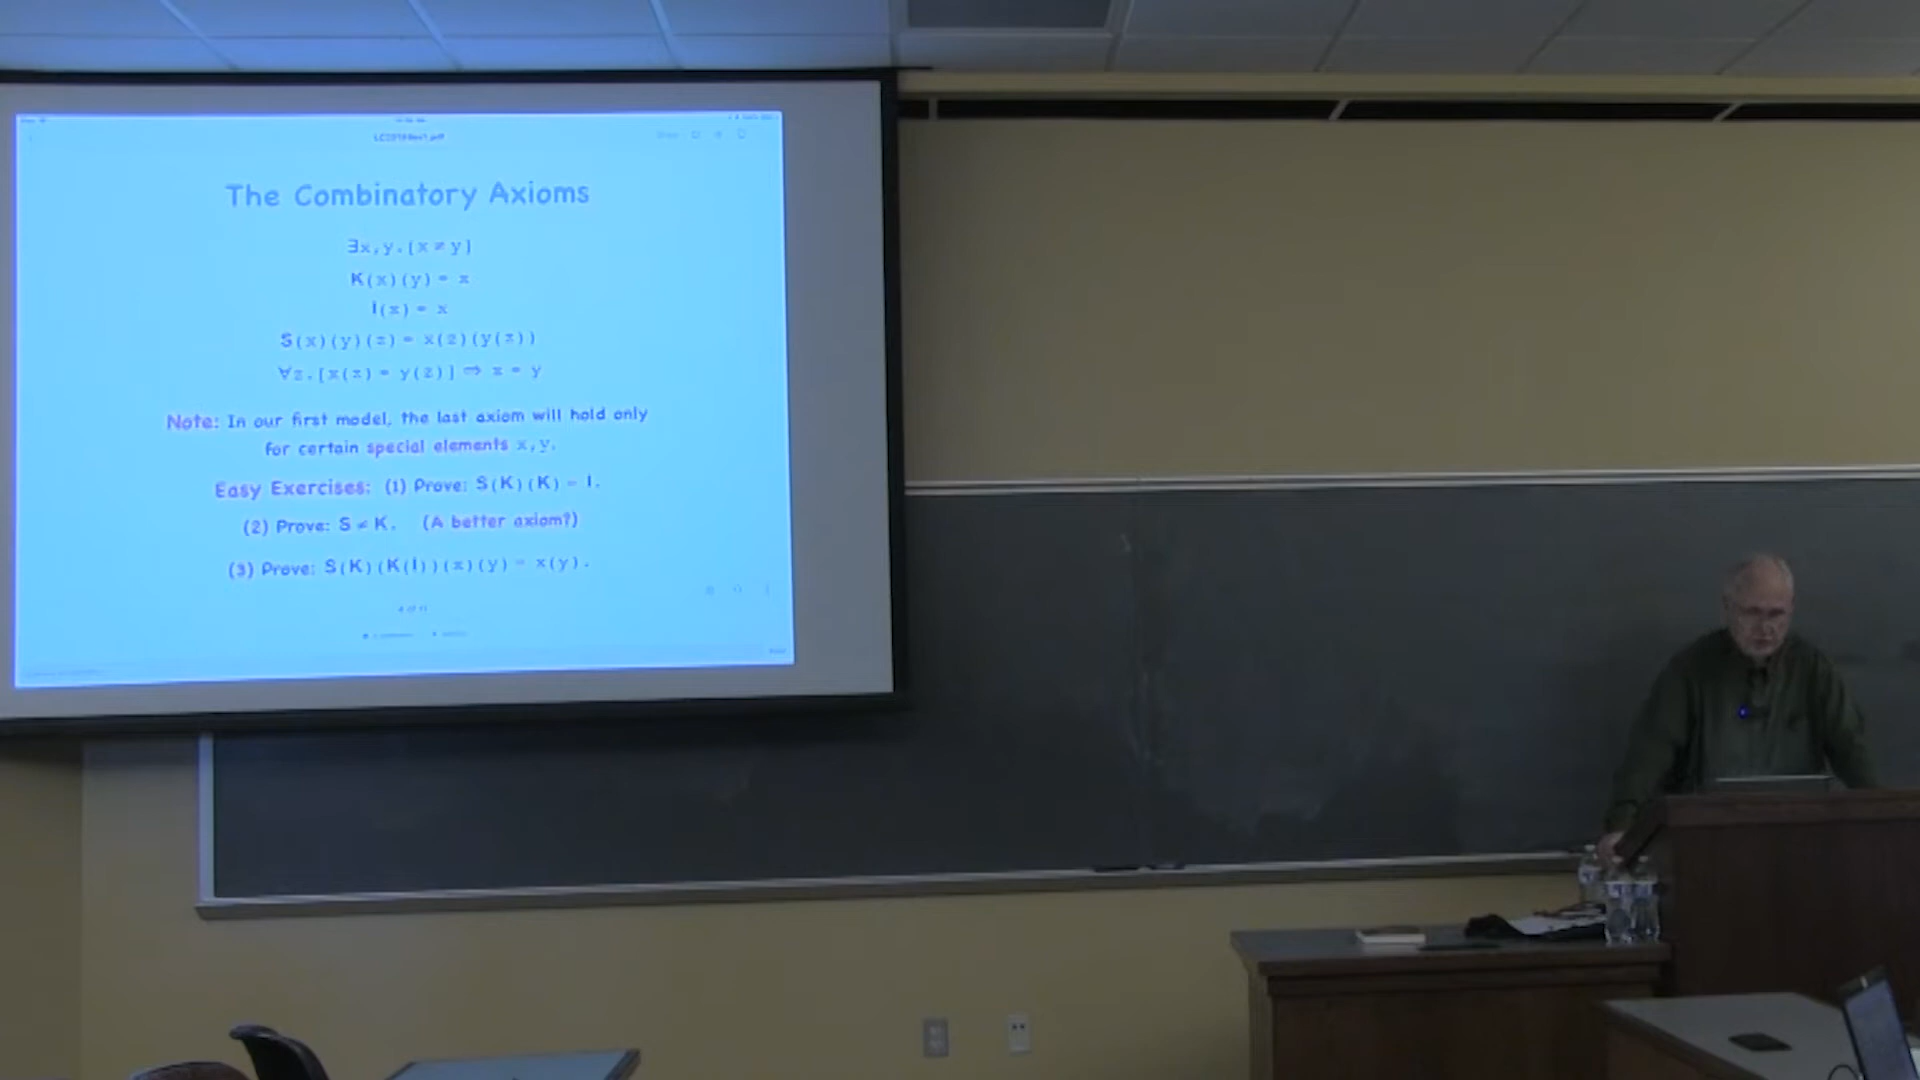 The Combinatory Axioms
∃x,y.[x ≠ y]
K(x)(y) = x
I(x) = x
S(x)(y)(z) = x(z)(y(z))
∀z.[x(z) = y(z)] ⇒ x = y
Note: In our first model, the last axiom will hold only
for certain special elements x,y.
Easy Exercises: (1) Prove: S(K)(K) = I.
(2) Prove: S ≠ K. (A better axiom?)
(3) Prove: S(K)(K(I))(x)(y) = x(y).